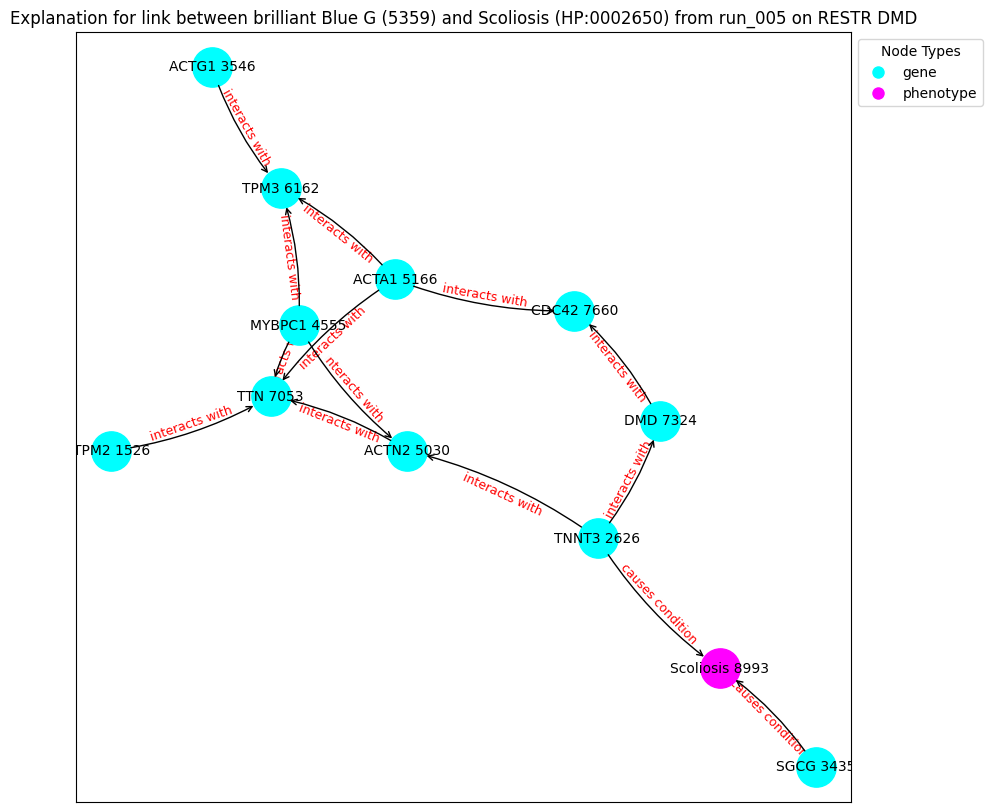 Explanation for link between brilliant Blue G (5359) and Scoliosis (HP:0002650) from run_005 on RESTR DMD
Node Types
gene
phenotype
ACTG1 3546
interacts with
TPM3 6162
interacts with
interacts with
ACTA1 5166
interacts with
CDC42 7660
MYBPC1 4555
interacts with
acts
nteracts with
interacts with
TTN 7053
interacts with
interacts with
DMD 7324
TPM2 1526
ACTN2 5030
interacts with
interacts with
TNNT3 2626
causes condition
Scoliosis 8993
causes condition
SGCG 3435